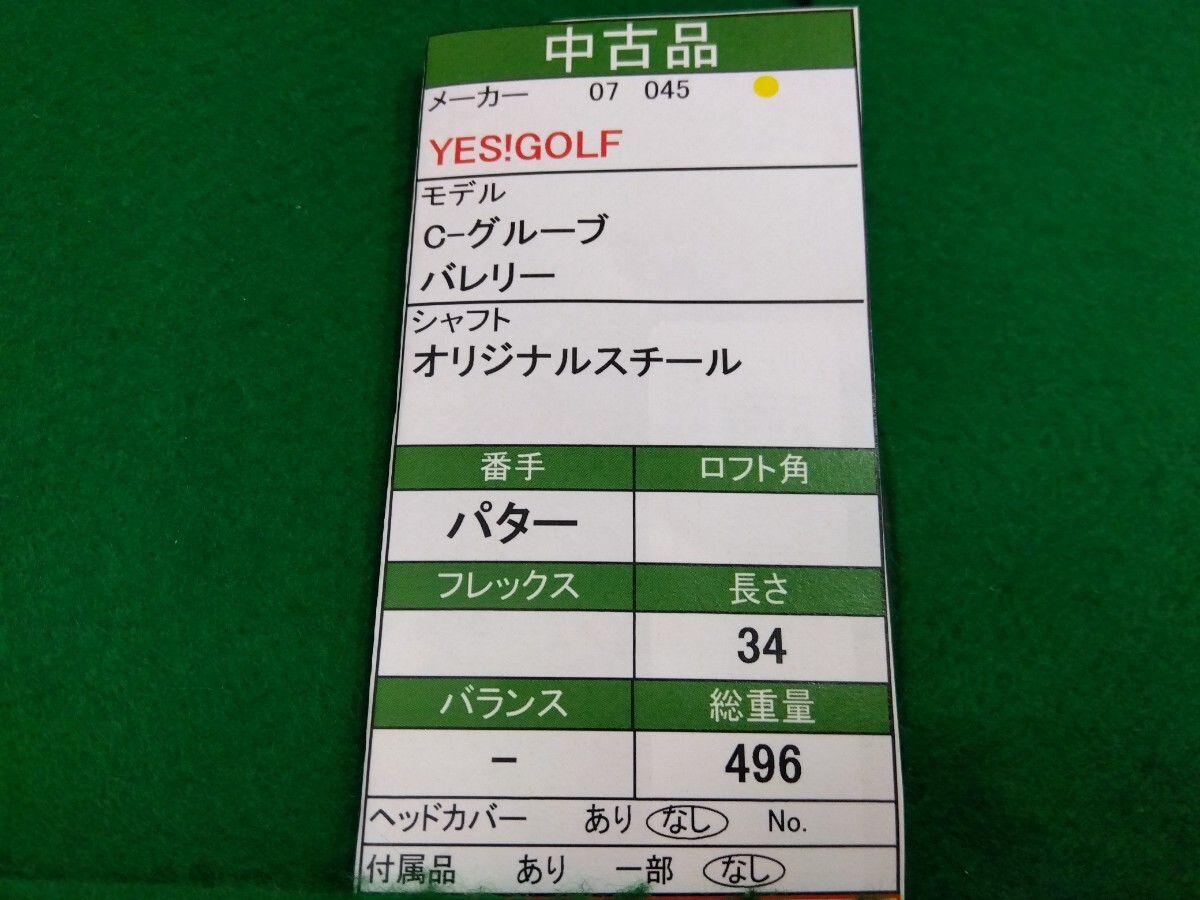 中古品
メーカー 07 045
YES!GOLF
モデル
C-グルーブ
バレリー
シャフト
オリジナルスチール
番手 ロフト角
パター
フレックス 長さ
34
バランス 総重量
- 496
ヘッドカバー あり なし No.
付属品 あり 一部 なし